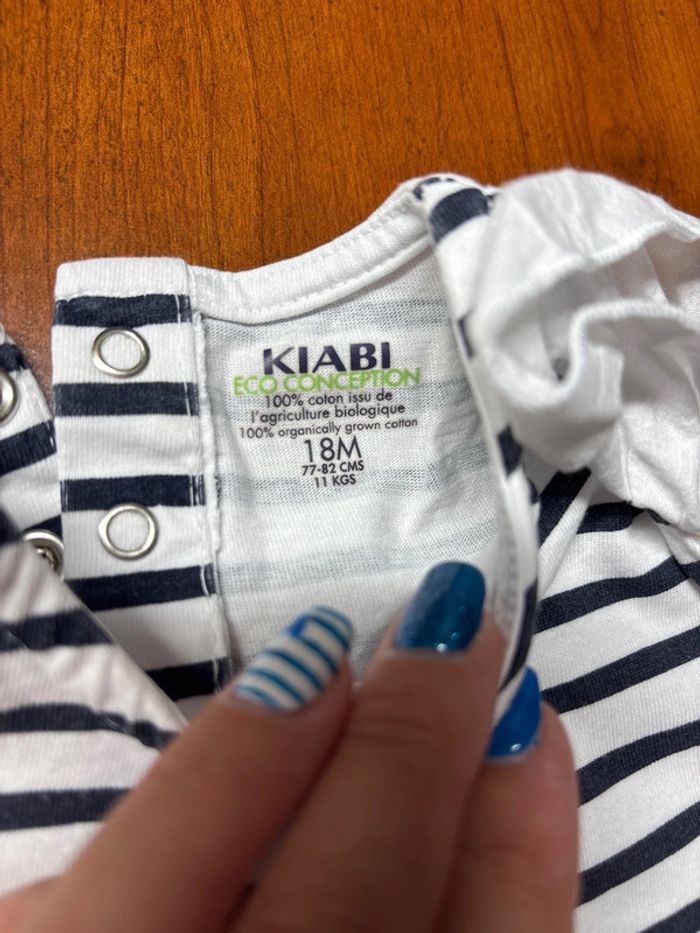 KIABI
ECO CONCEPTION
100% coton issu de
l'agriculture biologique
100% organically grown cotton
18M
77-82 CMS
11 KGS